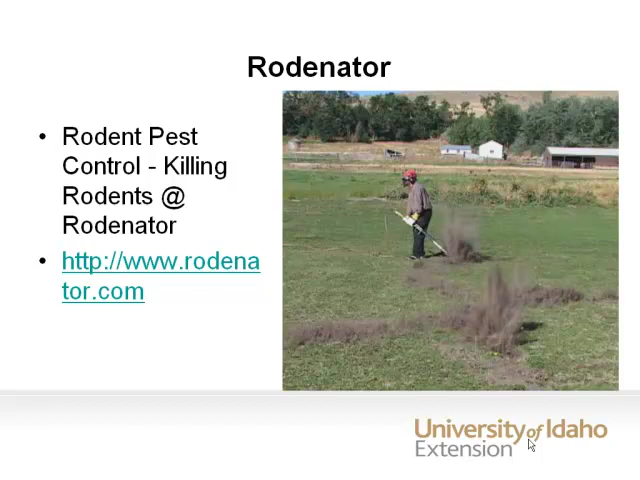 Rodenator
• Rodent Pest
Control - Killing
Rodents @
Rodenator
• http://www.rodena
tor.com
University of Idaho
Extension